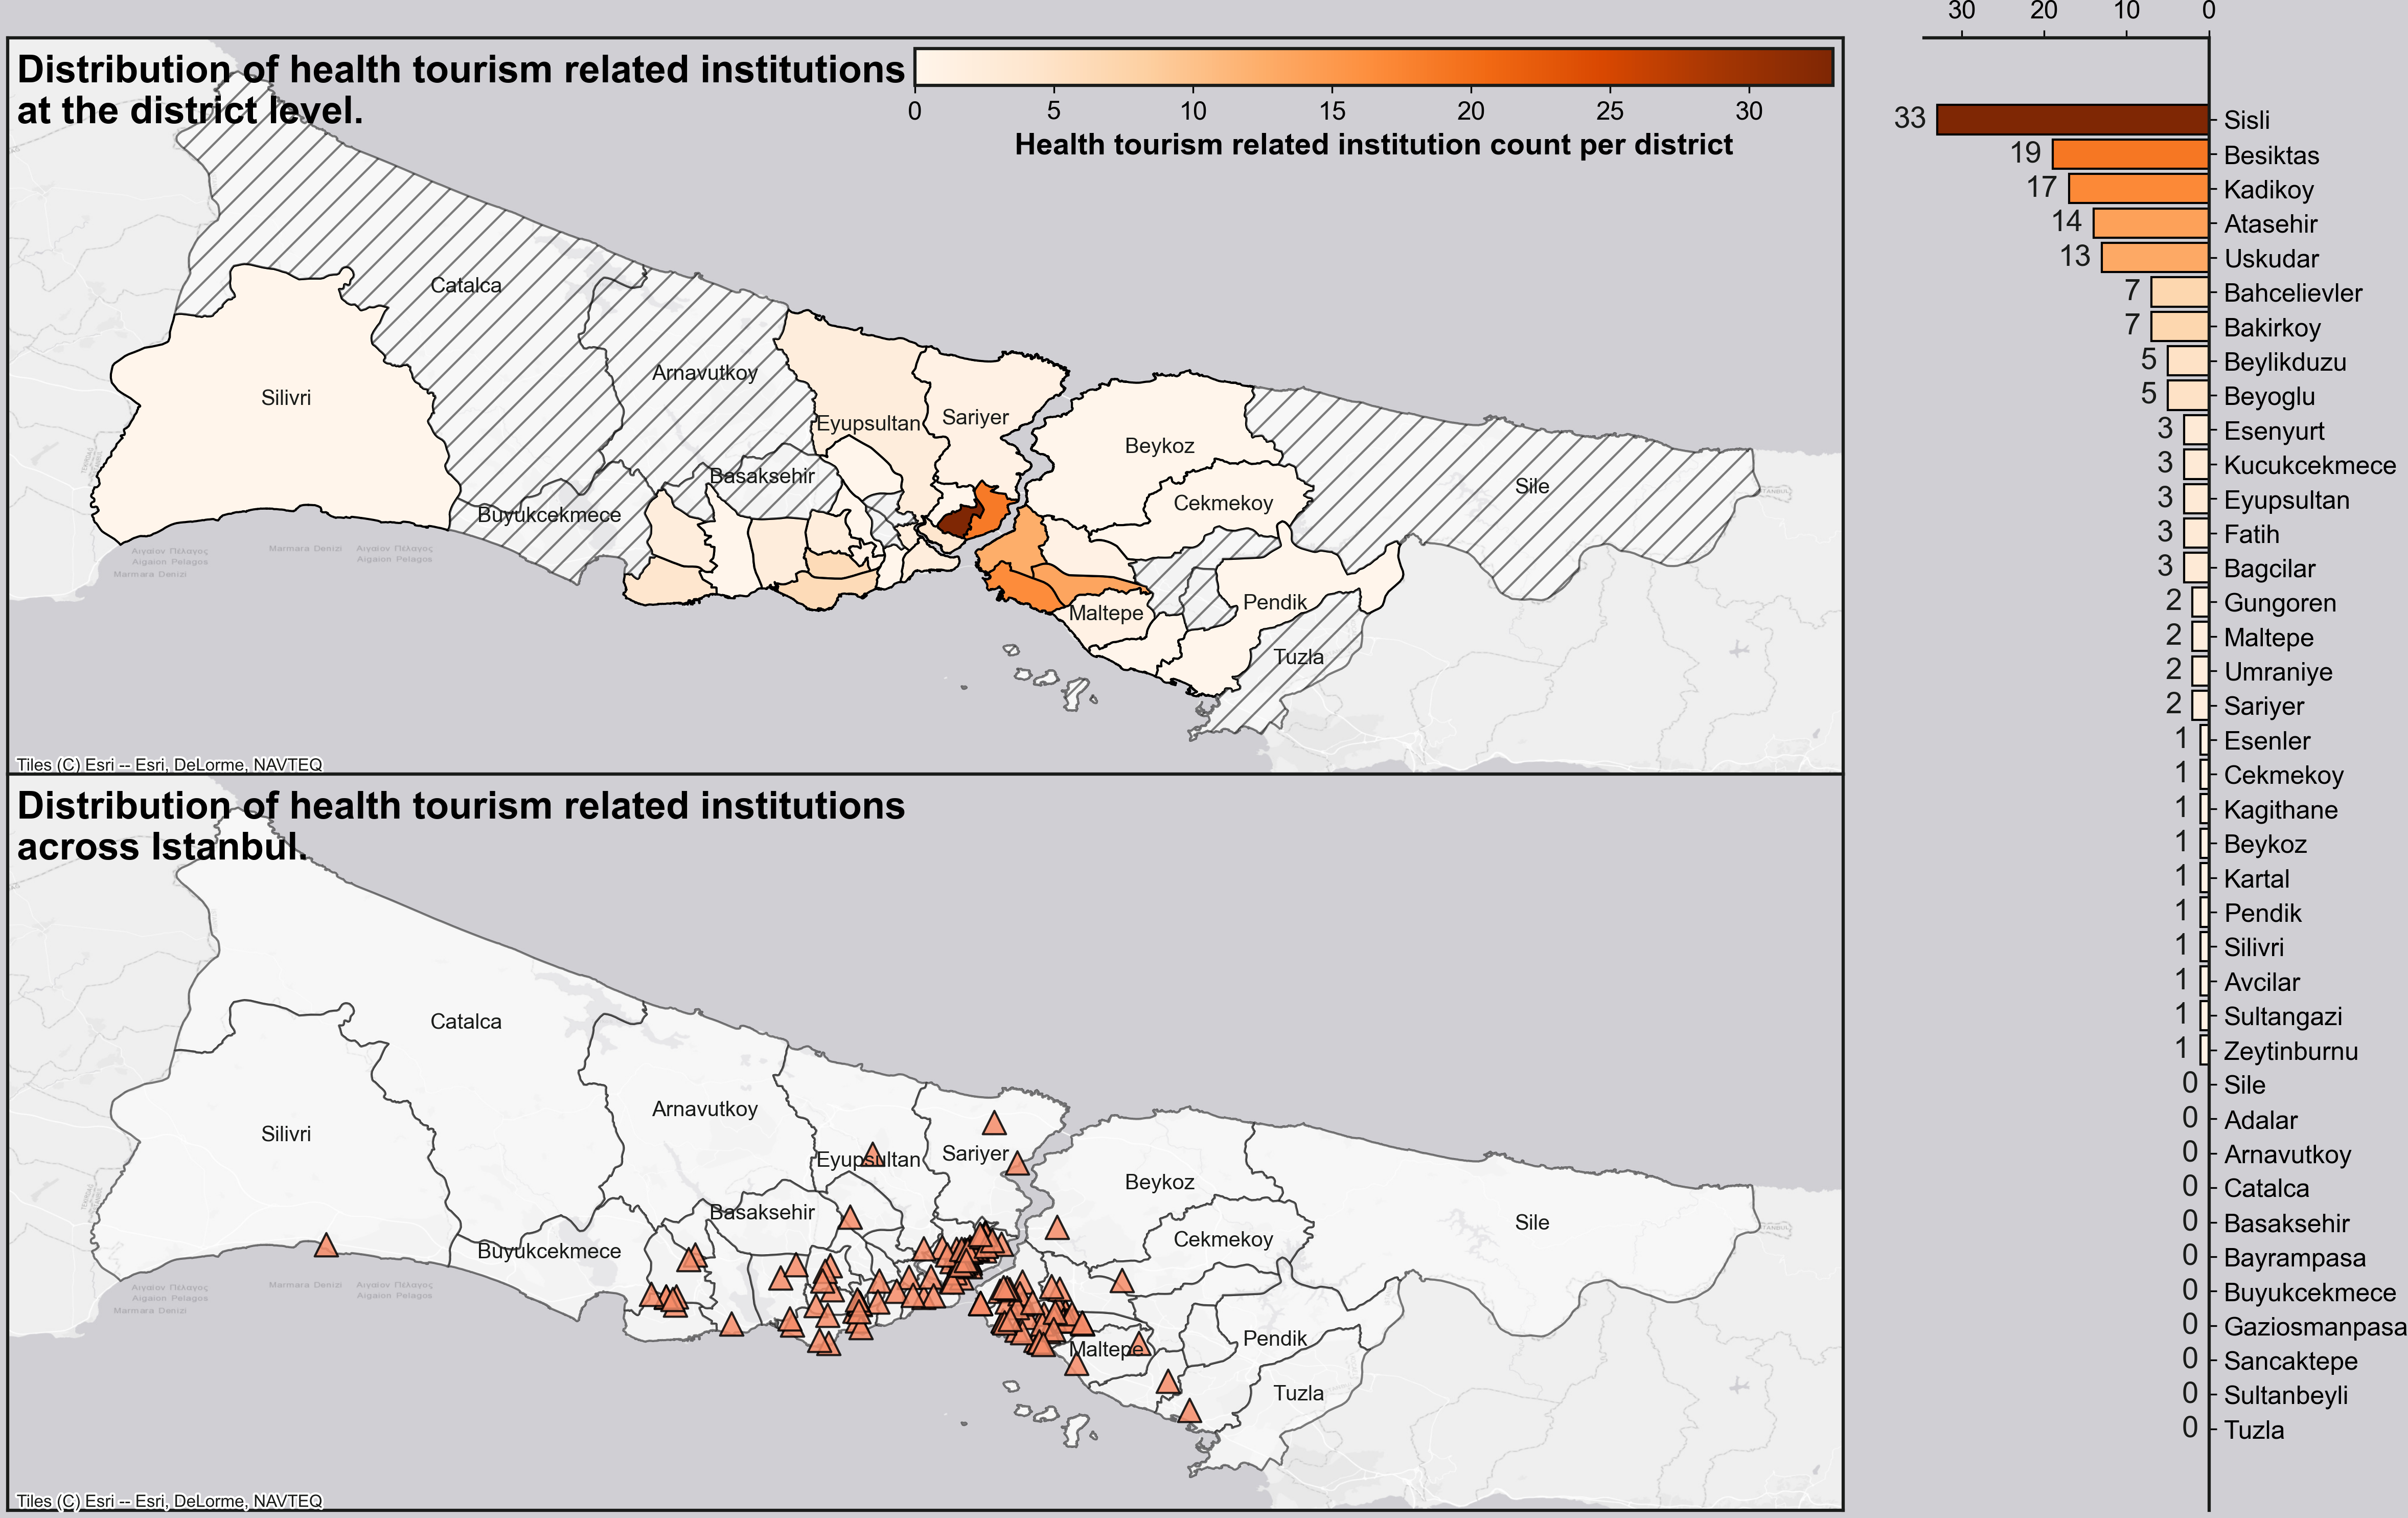 Distribution of health tourism related institutions
at the district level.
0 5 10 15 20 25 30
Health tourism related institution count per district
Catalca
Silivri
Arnavutkoy
Eyupsultan
Sariyer
Beykoz
Basaksehir
Cekmekoy
Sile
Buyukcekmece
Marmara Denizi
Αιγαίον Πέλαγος
Aigaion Pelagos
Marmara Denizi
Αιγαίον Πέλαγος
Aigaion Pelagos
Maltepe
Pendik
Tuzla
Tiles (C) Esri -- Esri, DeLorme, NAVTEQ
Distribution of health tourism related institutions
across Istanbul.
Catalca
Silivri
Arnavutkoy
Eyupsultan
Sariyer
Beykoz
Basaksehir
Cekmekoy
Sile
Buyukcekmece
Marmara Denizi
Αιγαίον Πέλαγος
Aigaion Pelagos
Marmara Denizi
Αιγαίον Πέλαγος
Aigaion Pelagos
Maltepe
Pendik
Tuzla
Tiles (C) Esri -- Esri, DeLorme, NAVTEQ
30 20 10 0
33 Sisli
19 Besiktas
17 Kadikoy
14 Atasehir
13 Uskudar
7 Bahcelievler
7 Bakirkoy
5 Beylikduzu
5 Beyoglu
3 Esenyurt
3 Kucukcekmece
3 Eyupsultan
3 Fatih
3 Bagcilar
2 Gungoren
2 Maltepe
2 Umraniye
2 Sariyer
1 Esenler
1 Cekmekoy
1 Kagithane
1 Beykoz
1 Kartal
1 Pendik
1 Silivri
1 Avcilar
1 Sultangazi
1 Zeytinburnu
0 Sile
0 Adalar
0 Arnavutkoy
0 Catalca
0 Basaksehir
0 Bayrampasa
0 Buyukcekmece
0 Gaziosmanpasa
0 Sancaktepe
0 Sultanbeyli
0 Tuzla